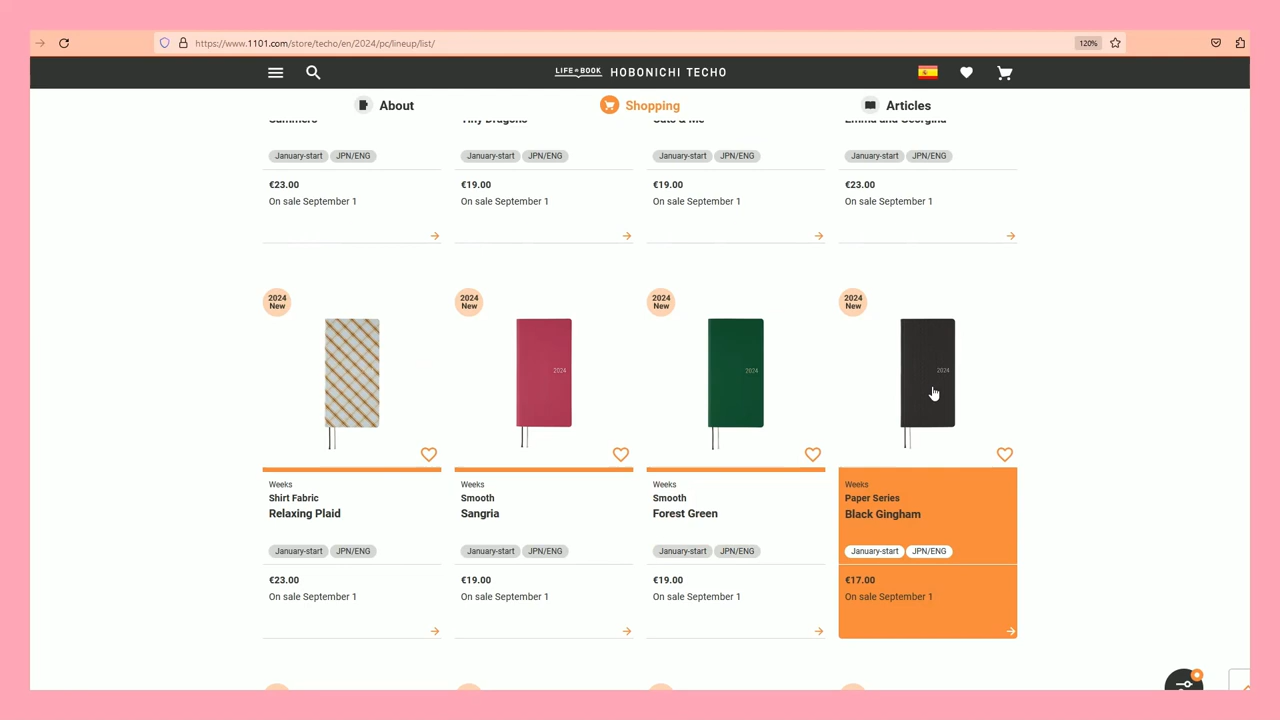 https://www.1101.com/store/techo/en/2024/pc/lineup/list/
120%
LIFE is BOOK HOBONICHI TECHO
About
Shopping
Articles
Summers
Tiny Dragons
Cats & Me
Emma and Georgina
January-start JPN/ENG
January-start JPN/ENG
January-start JPN/ENG
January-start JPN/ENG
€23.00
€19.00
€19.00
€23.00
On sale September 1
On sale September 1
On sale September 1
On sale September 1
2024
New
2024
New
2024
New
2024
New
2024
2024
2024
Weeks
Shirt Fabric
Relaxing Plaid
January-start JPN/ENG
€23.00
On sale September 1
Weeks
Smooth
Sangria
January-start JPN/ENG
€19.00
On sale September 1
Weeks
Smooth
Forest Green
January-start JPN/ENG
€19.00
On sale September 1
Weeks
Paper Series
Black Gingham
January-start JPN/ENG
€17.00
On sale September 1